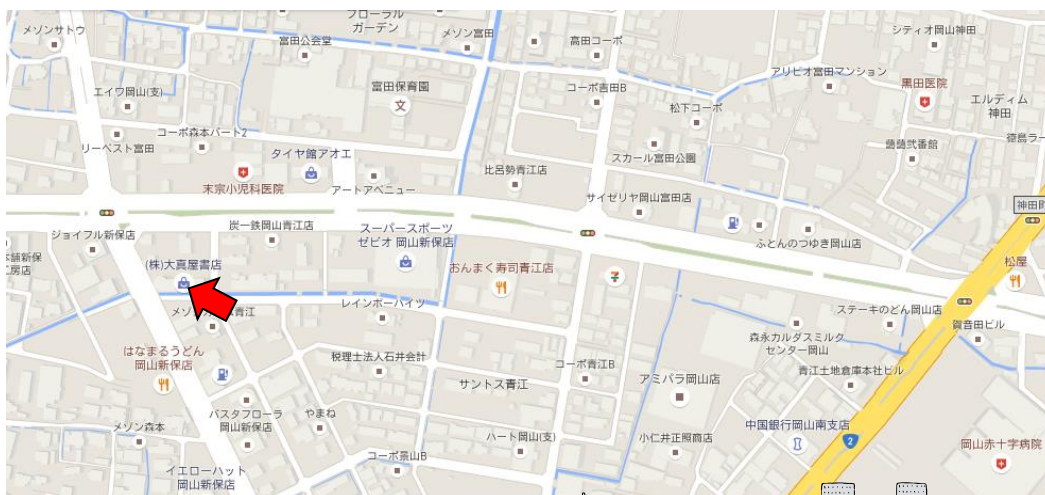 メゾンサトウ
フローラル
ガーデン
富田公会堂
メゾン富田
高田コーポ
シティオ岡山神田
エイワ岡山(支)
富田保育園
文
コーポ吉田B
アリビオ富田マンション
黒田医院
松下コーポ
エルディム
神田
コーポ森本パート2
リーベスト富田
タイヤ館アオエ
スカール富田公園
徳島ラー
末宗小児科医院
アートアベニュー
比呂勢青江店
サイゼリヤ岡山富田店
神田町
ジョイフル新保店
炭一鉄岡山青江店
スーパースポーツ
ゼビオ 岡山新保店
ふとんのつゆき岡山店
(株)大真屋書店
おんまく寿司青江店
松屋
レインボーハイツ
ステーキのどん岡山店
賀音田ビル
森永カルダスミルク
センター岡山
はなまるうどん
岡山新保店
税理士法人石井会計
コーポ青江B
青江土地倉庫本社ビル
サントス青江
アミパラ岡山店
パスタフローラ
岡山新保店
やまね
メゾン森本
ハート岡山(支)
小仁井正照商店
中国銀行岡山南支店
2
岡山赤十字病院
コーポ景山B
イエローハット
岡山新保店